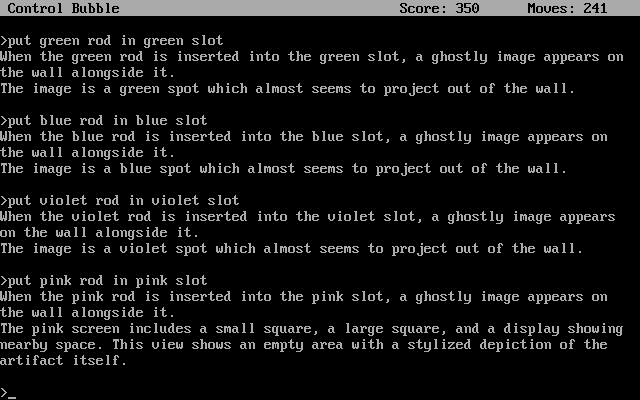 Control Bubble Score: 350 Moves: 241
>put green rod in green slot
When the green rod is inserted into the green slot, a ghostly image appears on
the wall alongside it.
The image is a green spot which almost seems to project out of the wall.
>put blue rod in blue slot
When the blue rod is inserted into the blue slot, a ghostly image appears on
the wall alongside it.
The image is a blue spot which almost seems to project out of the wall.
>put violet rod in violet slot
When the violet rod is inserted into the violet slot, a ghostly image appears
on the wall alongside it.
The image is a violet spot which almost seems to project out of the wall.
>put pink rod in pink slot
When the pink rod is inserted into the pink slot, a ghostly image appears on
the wall alongside it.
The pink screen includes a small square, a large square, and a display showing
nearby space. This view shows an empty area with a stylized depiction of the
artifact itself.
>_